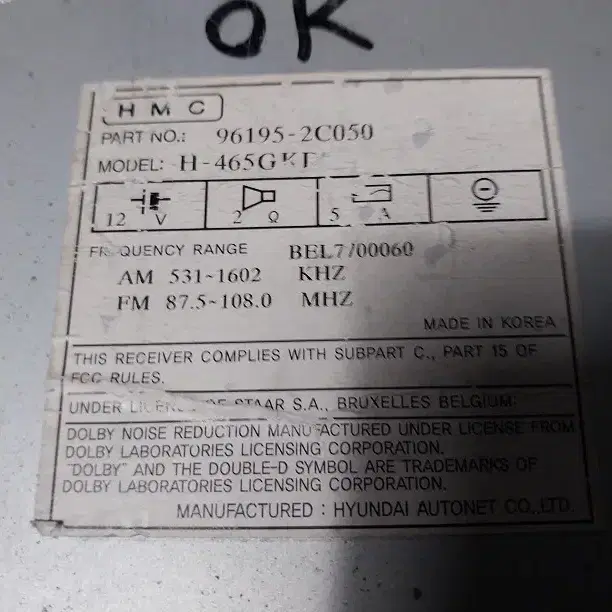 OK
HMC
PART NO.: 96195-2C050
MODEL:
12 V 2 Ω 5 A
FREQUENCY RANGE BEL7/00060
AM 531~1602 KHZ
FM 87.5~108.0 MHZ
MADE IN KOREA
THIS RECEIVER COMPLIES WITH SUBPART C., PART 15 OF
FCC RULES.
UNDER LICENSE OF STAAR S.A., BRUXELLES BELGIUM.
DOLBY NOISE REDUCTION MANUFACTURED UNDER LICENSE FROM
DOLBY LABORATORIES LICENSING CORPORATION.
"DOLBY" AND THE DOUBLE-D SYMBOL ARE TRADEMARKS OF
DOLBY LABORATORIES LICENSING CORPORATION.
MANUFACTURED : HYUNDAI AUTONET CO.,LTD.